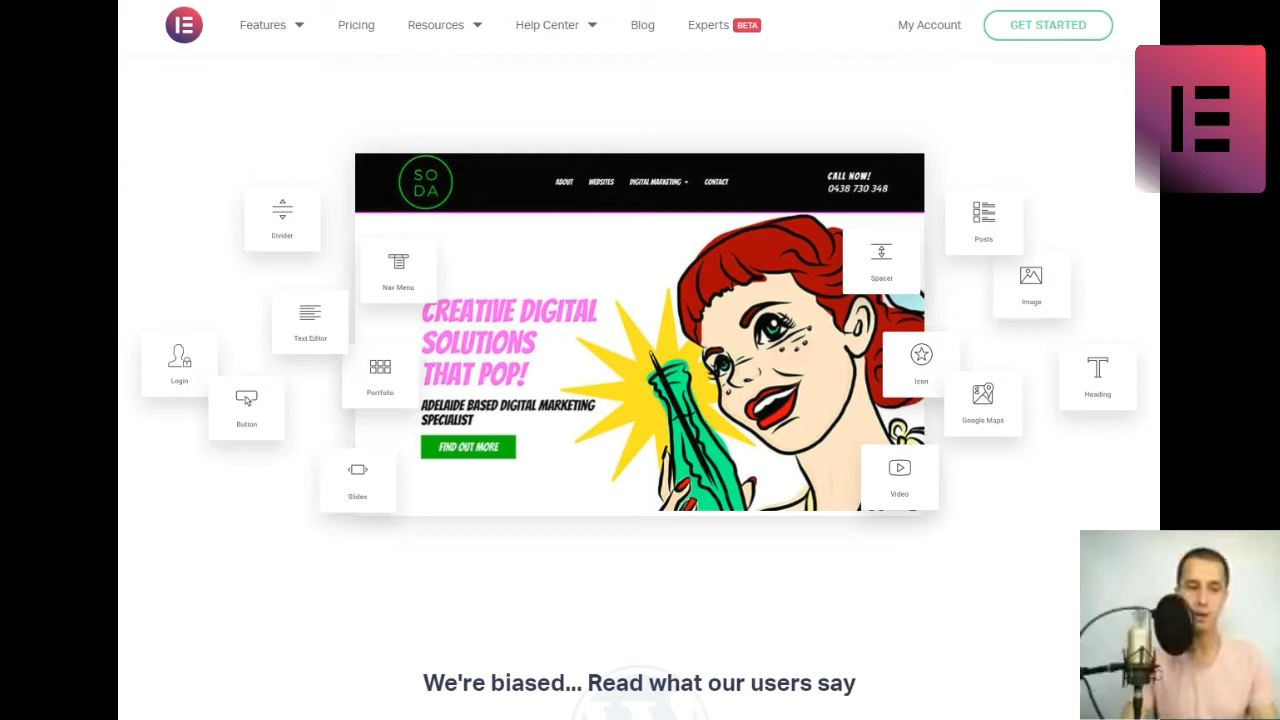 Features
Pricing
Resources
Help Center
Blog
Experts BETA
My Account
GET STARTED
SO
DA
ABOUT
WEBSITES
DIGITAL MARKETING
CONTACT
CALL NOW!
0438 730 348
Divider
Nav Menu
Text Editor
Login
Button
Portfolio
Slides
CREATIVE DIGITAL
SOLUTIONS
THAT POP!
ADELAIDE BASED DIGITAL MARKETING
SPECIALIST
FIND OUT MORE
Spacer
Posts
Image
Icon
Google Maps
Heading
Video
We're biased... Read what our users say